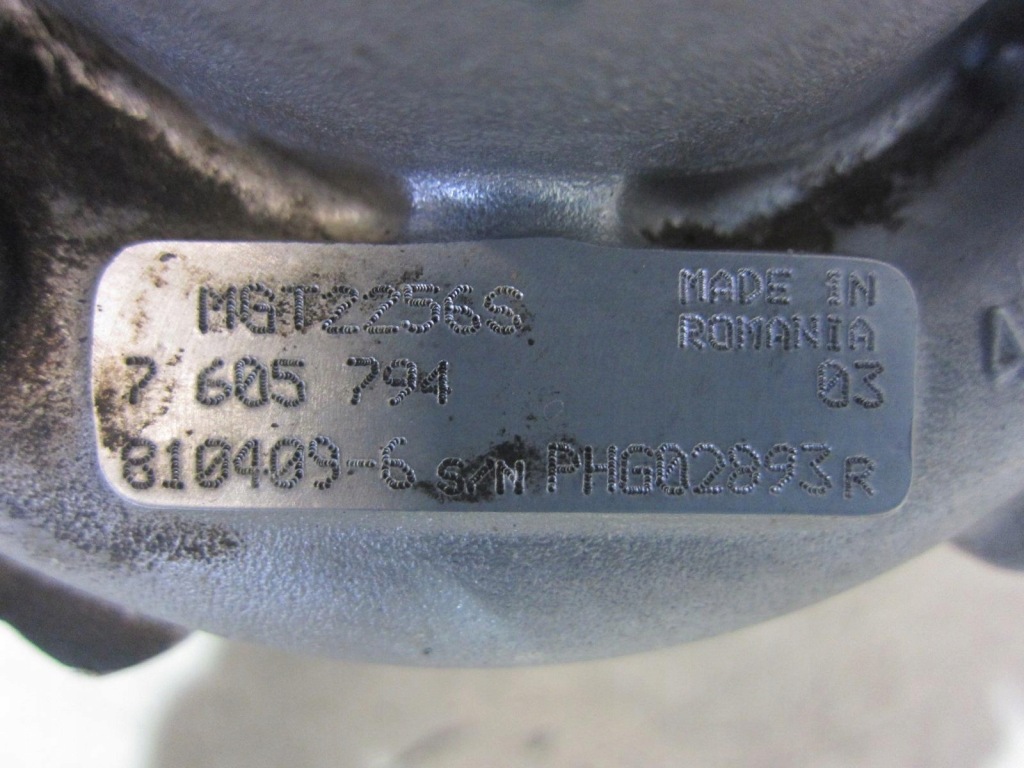 MGT2256S
MADE IN
ROMANIA
7 605 794 03
810409-6 S/N PHG02893R